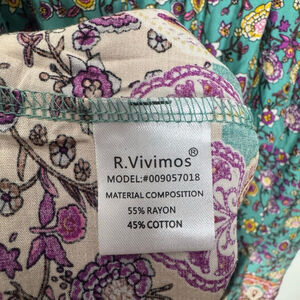 R.Vivimos®
MODEL:#009057018
MATERIAL COMPOSITION
55% RAYON
45% COTTON